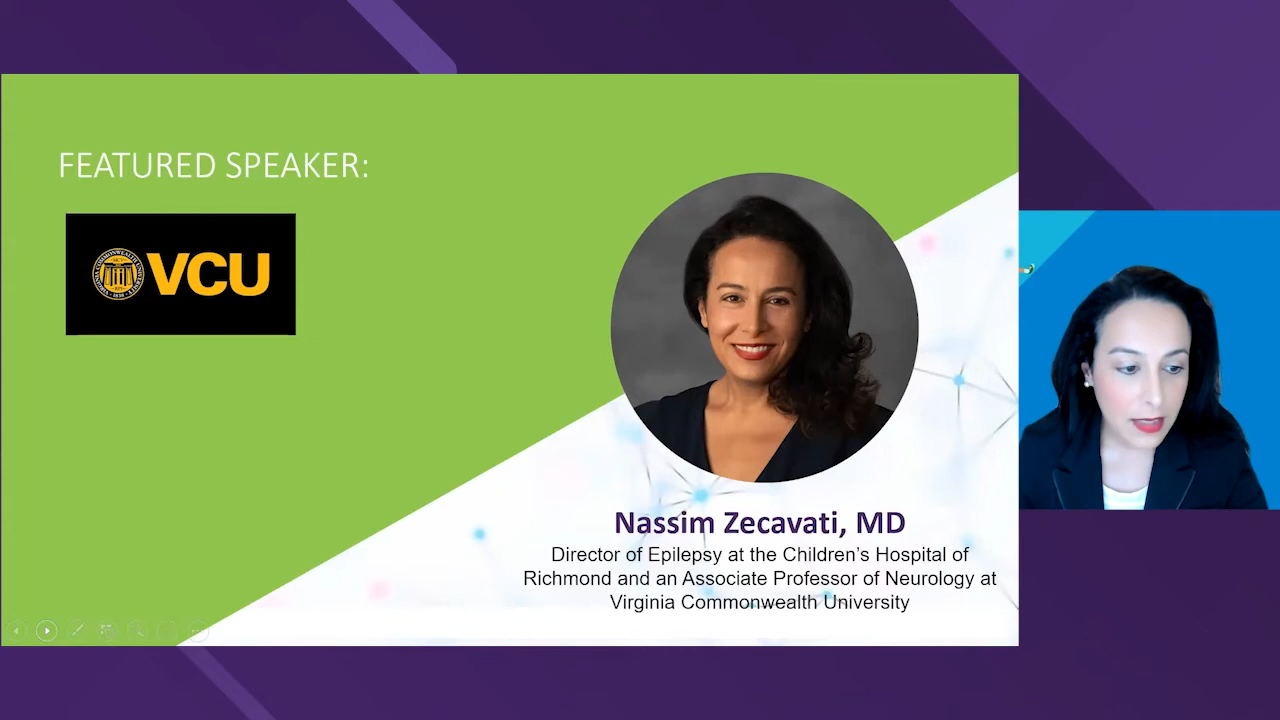 FEATURED SPEAKER:
VCU
Nassim Zecavati, MD
Director of Epilepsy at the Children's Hospital of
Richmond and an Associate Professor of Neurology at
Virginia Commonwealth University